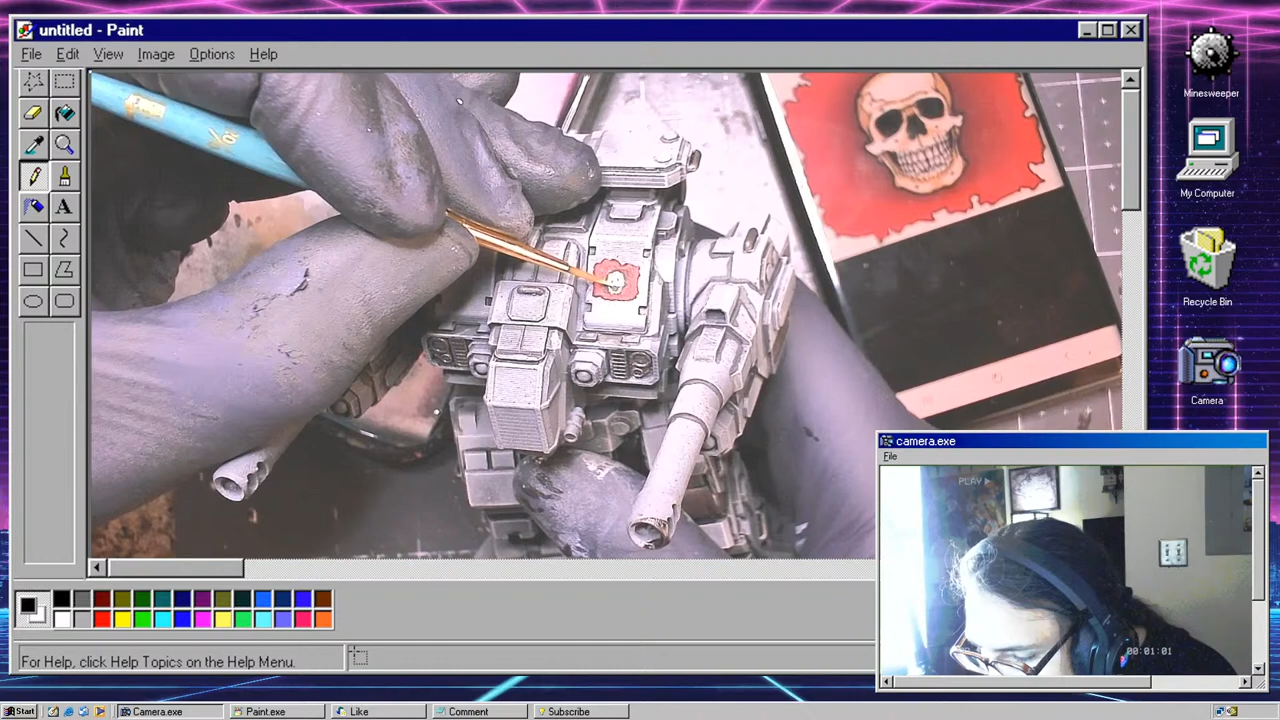 untitled - Paint
File Edit View Image Options Help
Minesweeper
My Computer
Recycle Bin
Camera
camera.exe
File
PLAY
00:01:01
For Help, click Help Topics on the Help Menu.
Start Camera.exe Paint.exe Like Comment Subscribe